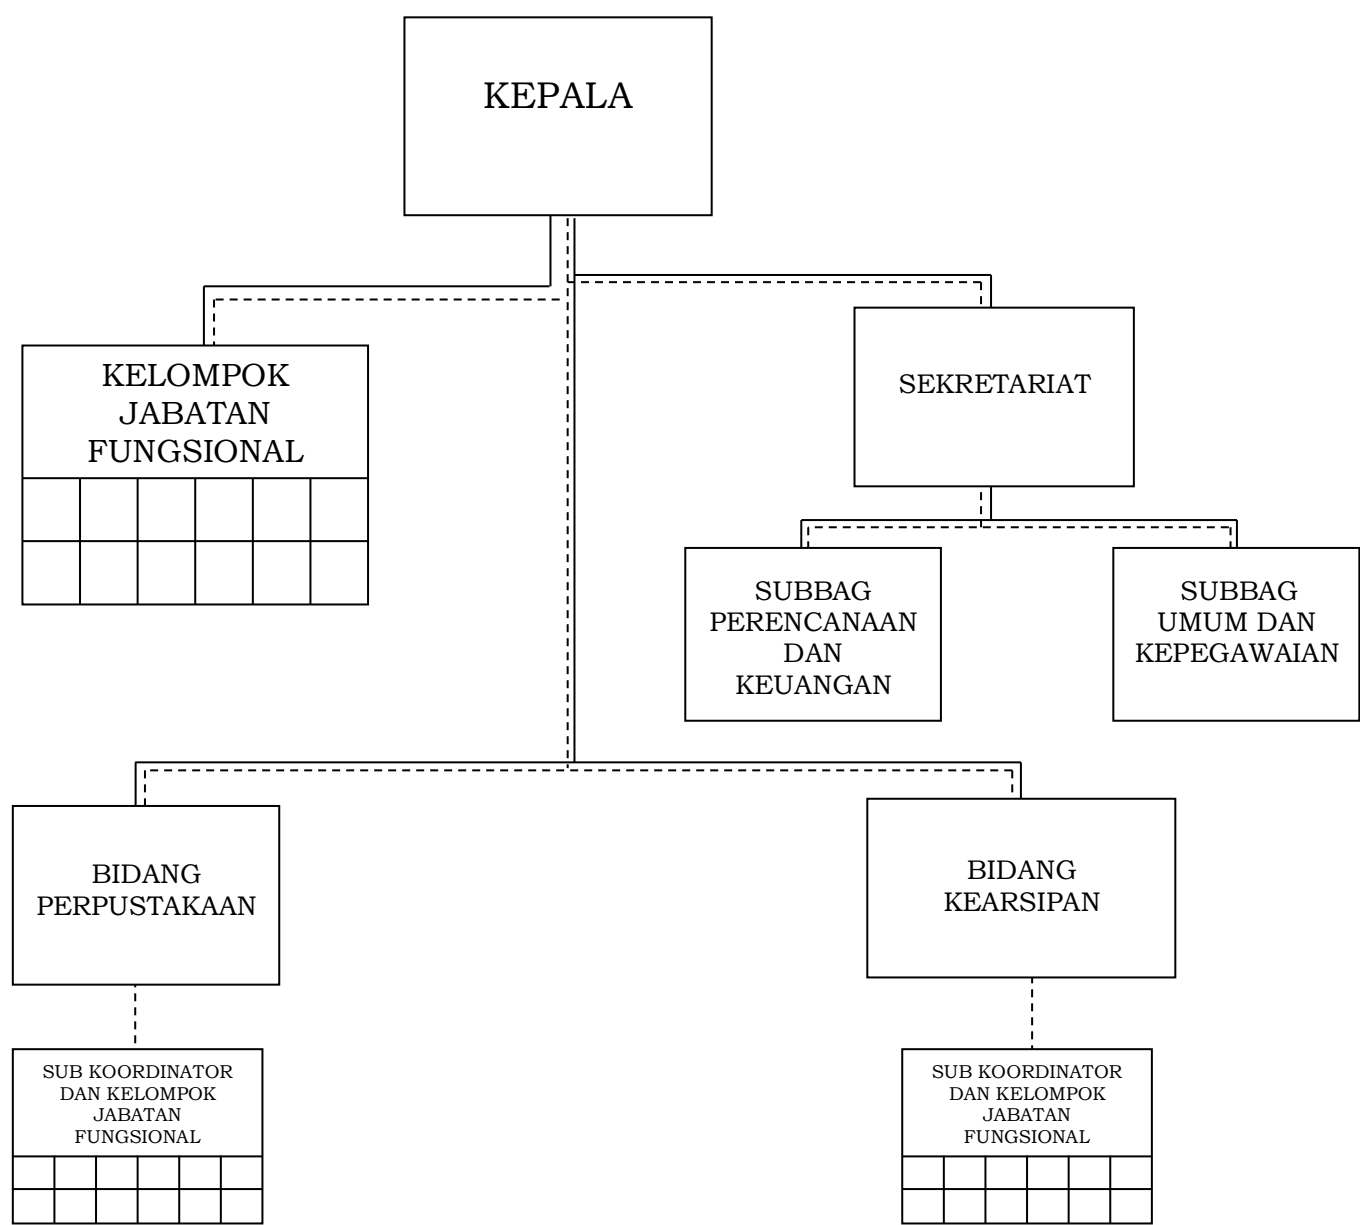 KEPALA
KELOMPOK
JABATAN
FUNGSIONAL
SEKRETARIAT
SUBBAG
PERENCANAAN
DAN
KEUANGAN
SUBBAG
UMUM DAN
KEPEGAWAIAN
BIDANG
PERPUSTAKAAN
BIDANG
KEARSIPAN
SUB KOORDINATOR
DAN KELOMPOK
JABATAN
FUNGSIONAL
SUB KOORDINATOR
DAN KELOMPOK
JABATAN
FUNGSIONAL